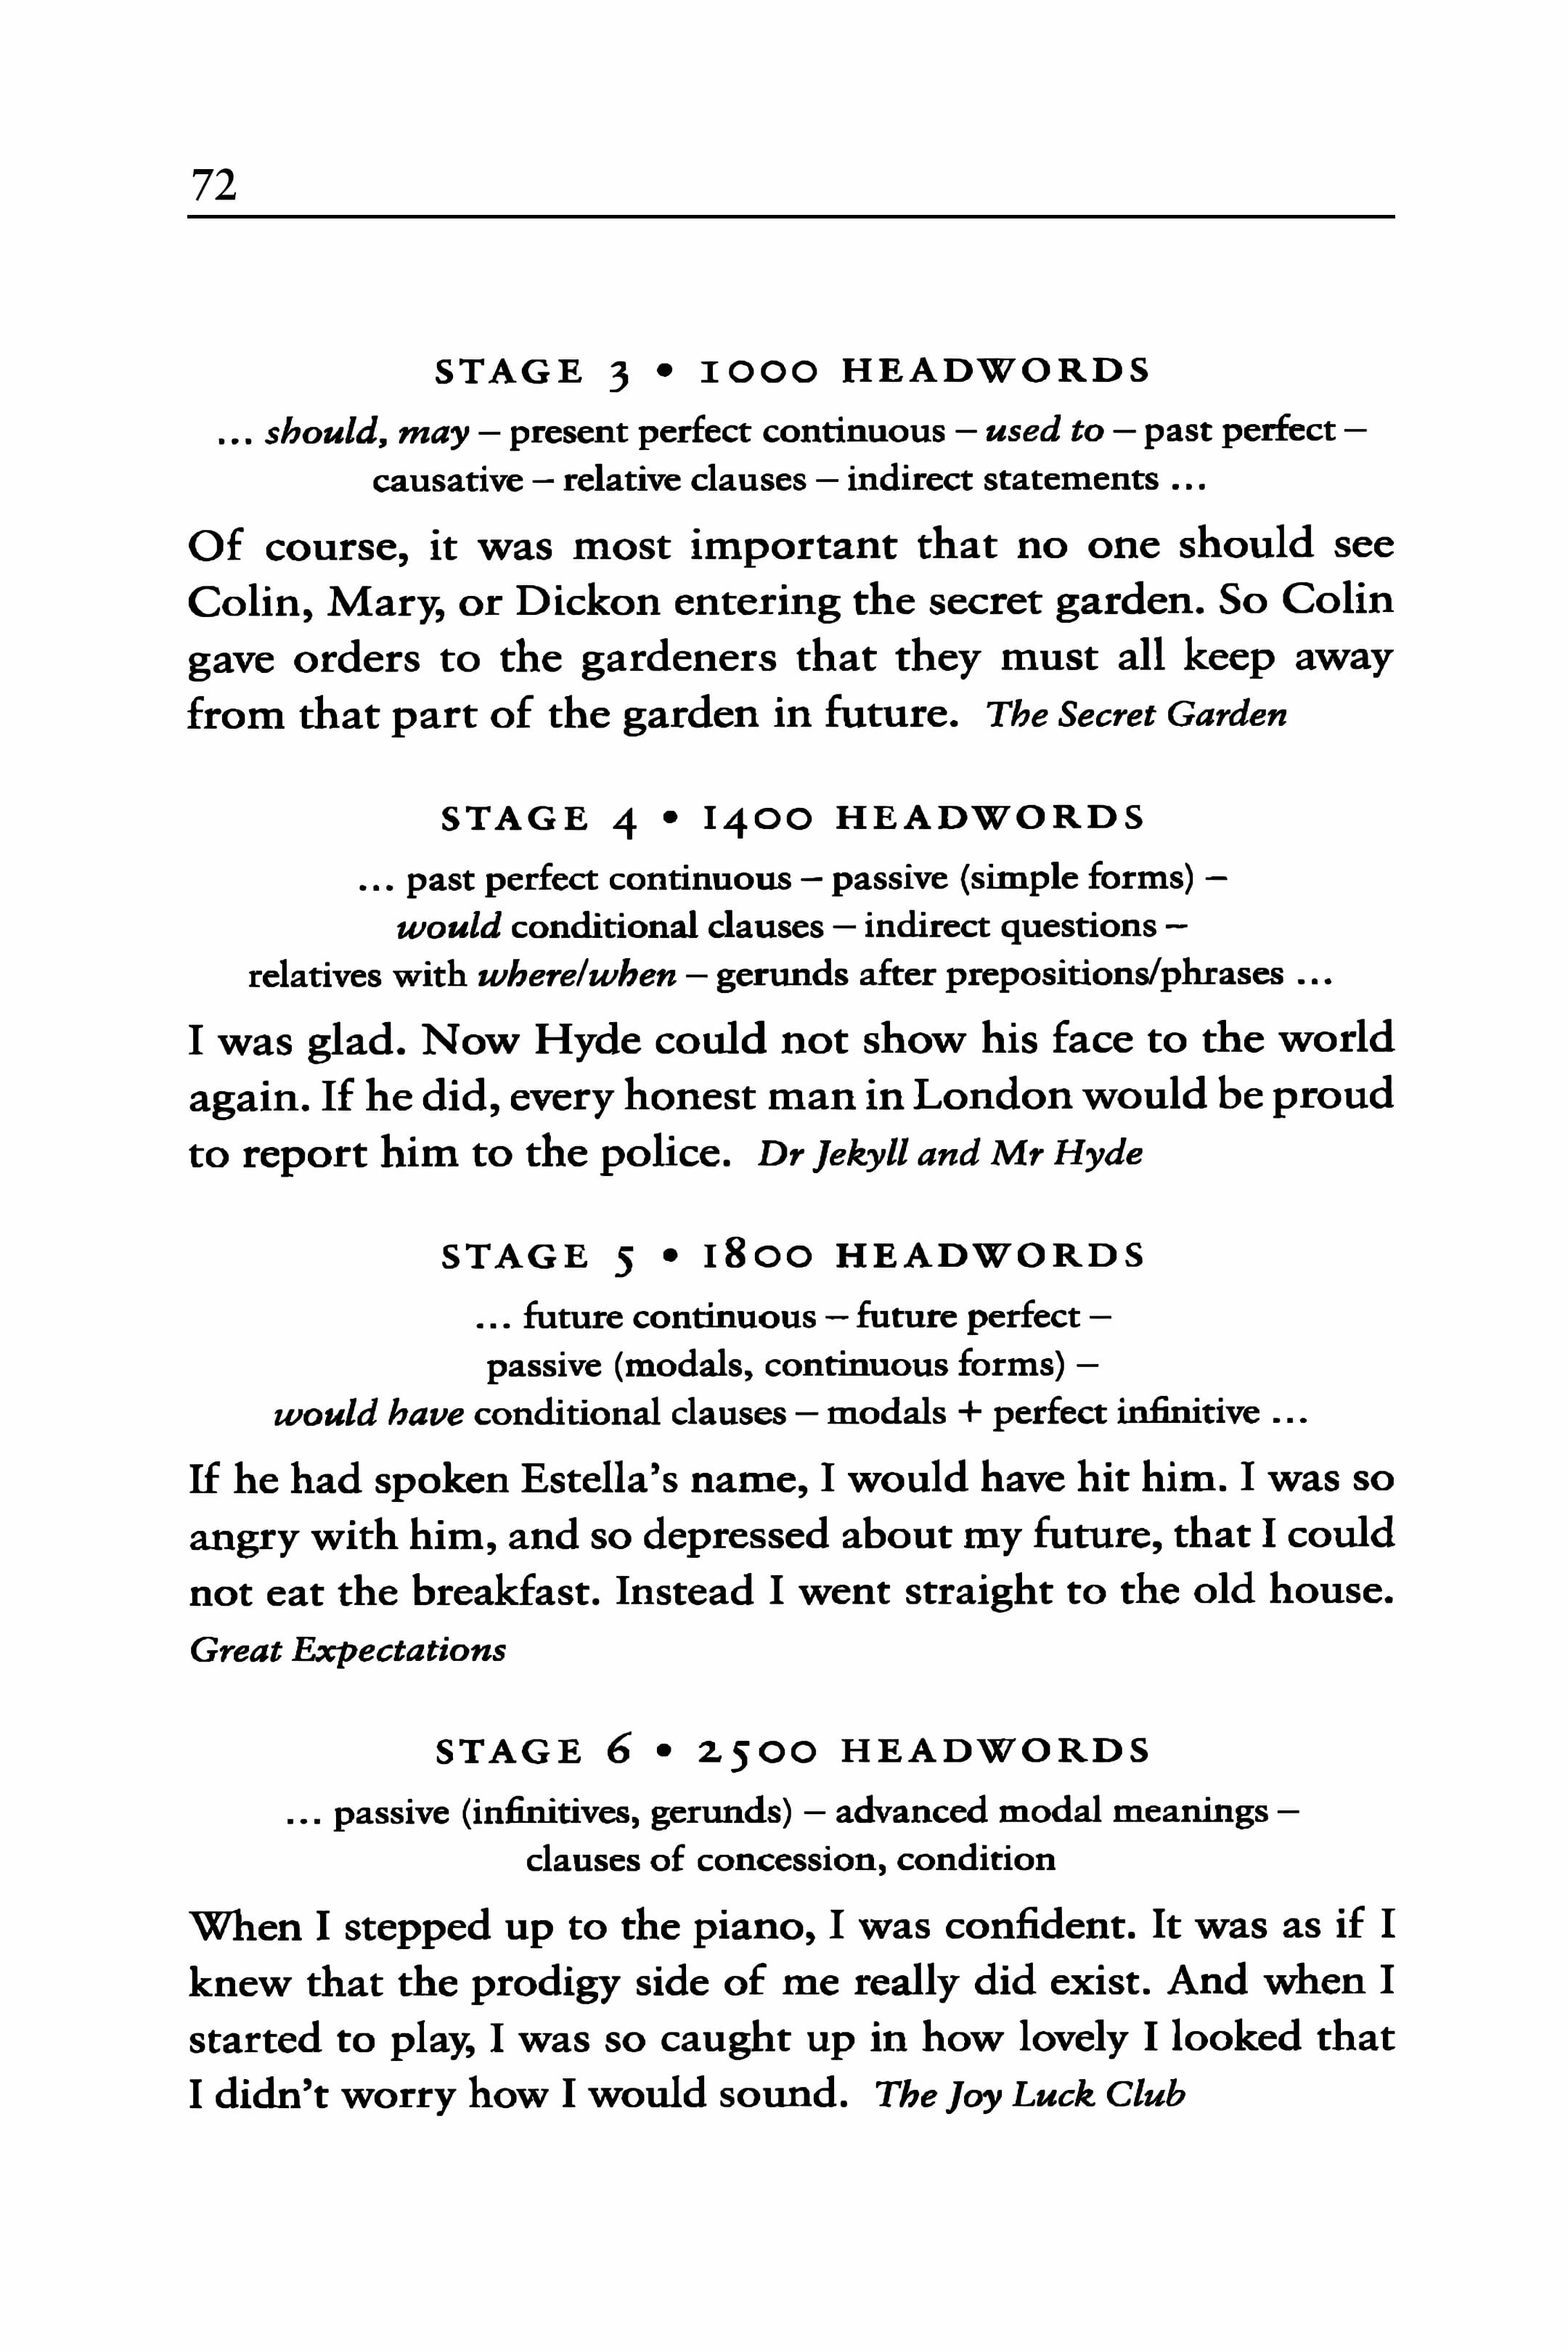 72
STAGE 3 • 1000 HEADWORDS
... should, may – present perfect continuous – used to – past perfect –
causative – relative clauses – indirect statements ...
Of course, it was most important that no one should see
Colin, Mary, or Dickon entering the secret garden. So Colin
gave orders to the gardeners that they must all keep away
from that part of the garden in future. The Secret Garden
STAGE 4 • 1400 HEADWORDS
... past perfect continuous – passive (simple forms) –
would conditional clauses – indirect questions –
relatives with where/when – gerunds after prepositions/phrases ...
I was glad. Now Hyde could not show his face to the world
again. If he did, every honest man in London would be proud
to report him to the police. Dr Jekyll and Mr Hyde
STAGE 5 • 1800 HEADWORDS
... future continuous – future perfect –
passive (modals, continuous forms) –
would have conditional clauses – modals + perfect infinitive ...
If he had spoken Estella's name, I would have hit him. I was so
angry with him, and so depressed about my future, that I could
not eat the breakfast. Instead I went straight to the old house.
Great Expectations
STAGE 6 • 2500 HEADWORDS
... passive (infinitives, gerunds) – advanced modal meanings –
clauses of concession, condition
When I stepped up to the piano, I was confident. It was as if I
knew that the prodigy side of me really did exist. And when I
started to play, I was so caught up in how lovely I looked that
I didn't worry how I would sound. The Joy Luck Club